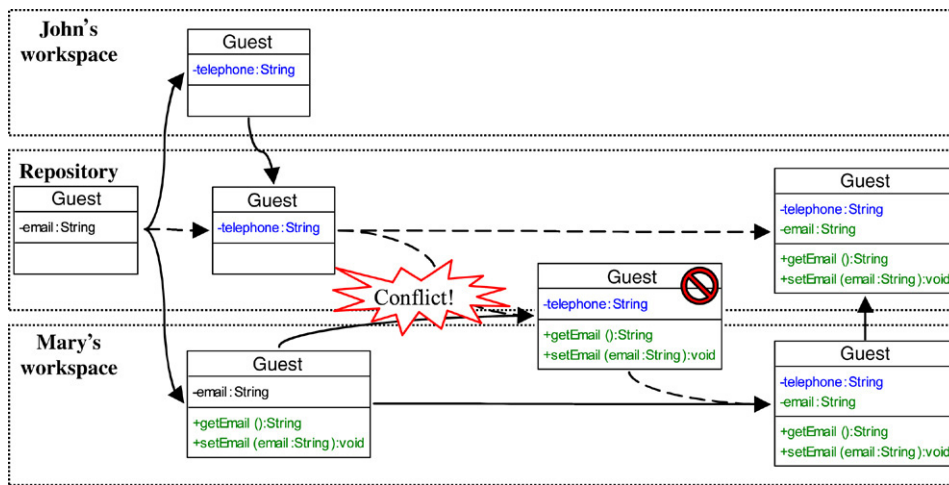 John's
workspace
Guest
-telephone:String
Repository
Guest
-email:String
Guest
-telephone:String
Guest
-telephone:String
-email:String
+getEmail ():String
+setEmail (email:String):void
Conflict!
Guest
-telephone:String
+getEmail ():String
+setEmail (email:String):void
Mary's
workspace
Guest
-email:String
+getEmail ():String
+setEmail (email:String):void
Guest
-telephone:String
-email:String
+getEmail ():String
+setEmail (email:String):void